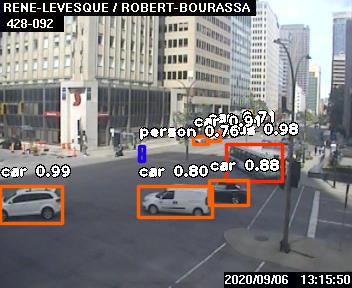 RENE-LEVESQUE / ROBERT-BOURASSA
428-092
person 0.76
0.98
car 0.99
car 0.80
car 0.88
2020/09/06 13:15:50